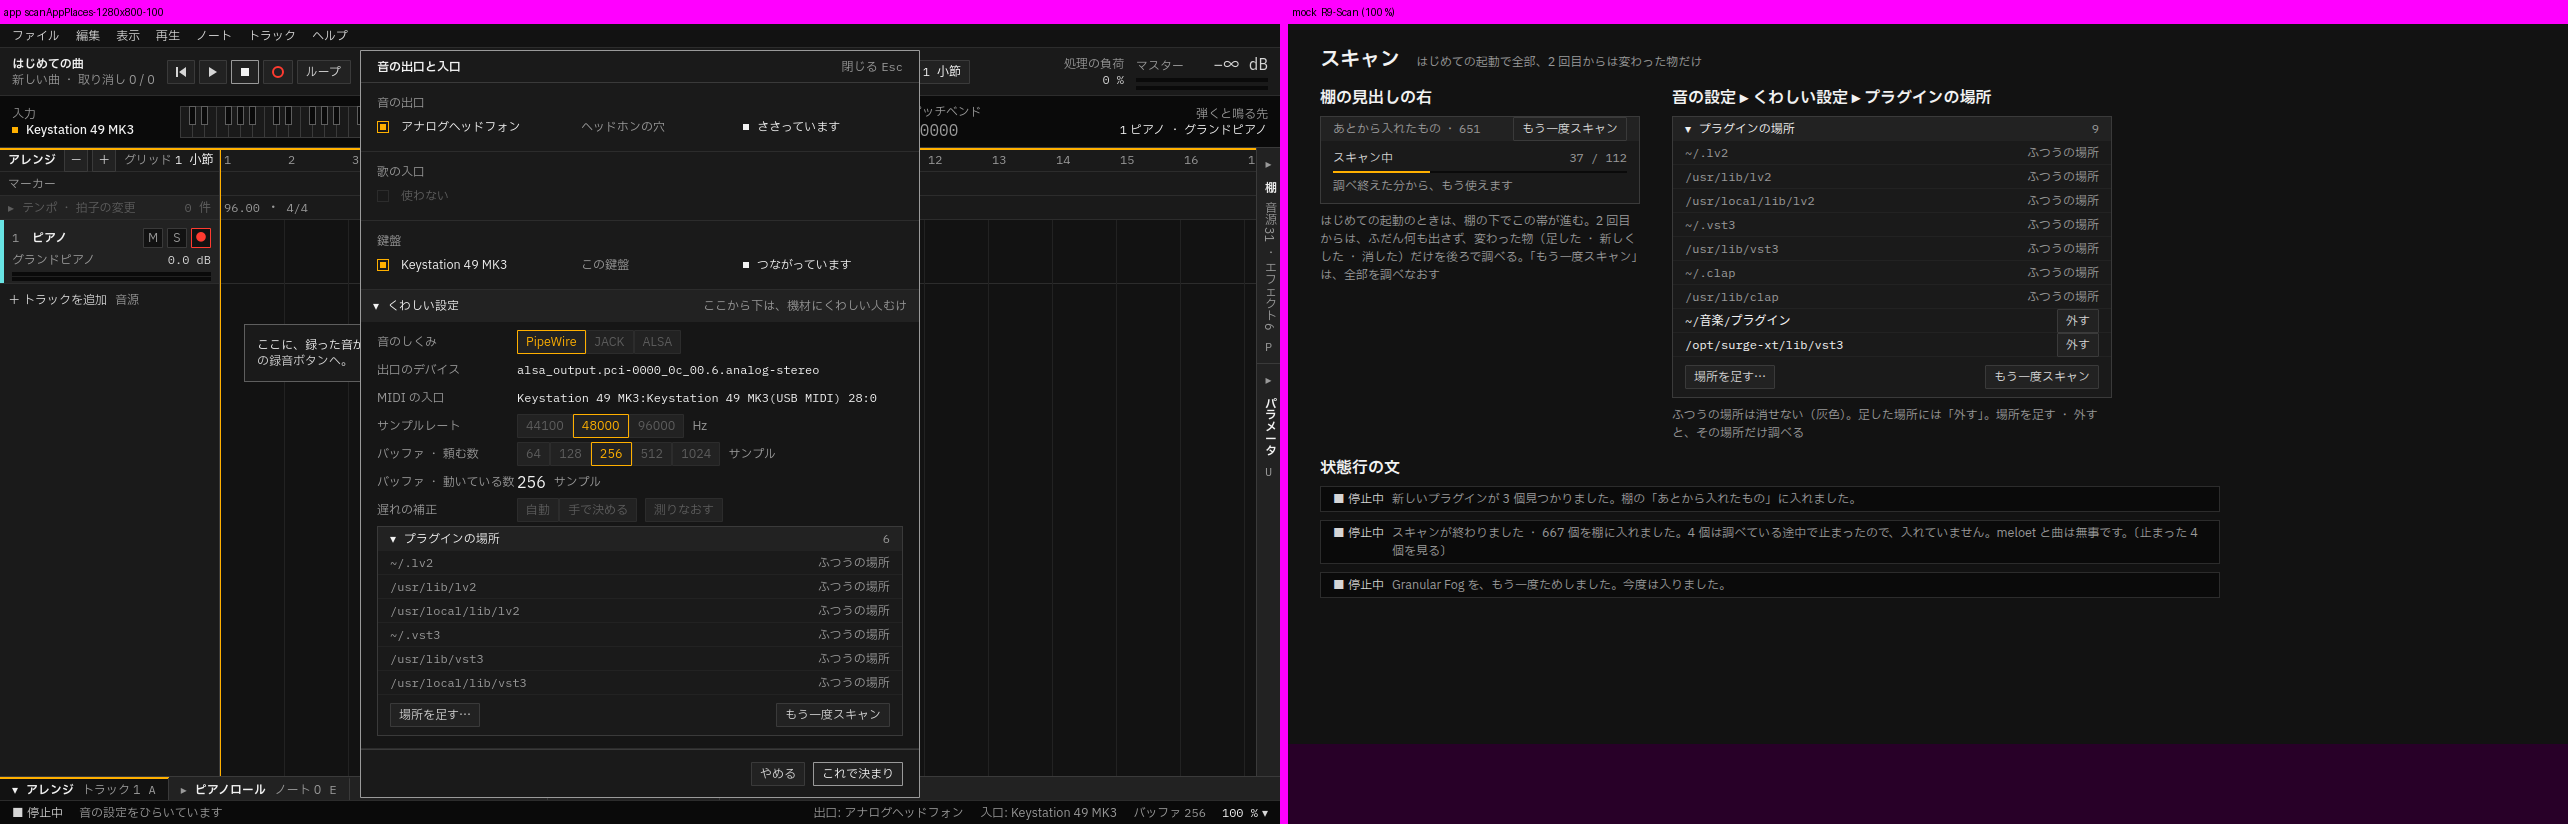 app scanAppPlaces-1280x800-100
ファイル 編集 表示 再生 ノート トラック ヘルプ
はじめての曲
新しい曲 ・ 取り消し 0 / 0
ループ
1 小節
処理の負荷
0 %
マスター
−∞ dB
入力
Keystation 49 MK3
ッチベンド
0000
弾くと鳴る先
1 ピアノ ・ グランドピアノ
アレンジ − ＋ グリッド 1 小節
1 2 3 12 13 14 15 16 1
マーカー
▸ テンポ ・ 拍子の変更 0 件
96.00 ・ 4/4
1 ピアノ M S
グランドピアノ 0.0 dB
＋ トラックを追加 音源
ここに、録った音か
の録音ボタンへ。
音の出口と入口 閉じる Esc
音の出口
アナログヘッドフォン ヘッドホンの穴 ■ ささっています
歌の入口
使わない
鍵盤
Keystation 49 MK3 この鍵盤 ■ つながっています
▾ くわしい設定 ここから下は、機材にくわしい人むけ
音のしくみ PipeWire JACK ALSA
出口のデバイス alsa_output.pci-0000_0c_00.6.analog-stereo
MIDI の入口 Keystation 49 MK3:Keystation 49 MK3(USB MIDI) 28:0
サンプルレート 44100 48000 96000 Hz
バッファ ・ 頼む数 64 128 256 512 1024 サンプル
バッファ ・ 動いている数 256 サンプル
遅れの補正 自動 手で決める 測りなおす
▾ プラグインの場所 6
~/.lv2 ふつうの場所
/usr/lib/lv2 ふつうの場所
/usr/local/lib/lv2 ふつうの場所
~/.vst3 ふつうの場所
/usr/lib/vst3 ふつうの場所
/usr/local/lib/vst3 ふつうの場所
場所を足す… もう一度スキャン
やめる これで決まり
▸ 棚 音源31 ・ エフェクト6 P
▸ パラメータ U
▾ アレンジ トラック 1 A ▸ ピアノロール ノート 0 E
■ 停止中 音の設定をひらいています
出口: アナログヘッドフォン 入口: Keystation 49 MK3 バッファ 256 100 % ▾
mock R9-Scan (100 %)
スキャン はじめての起動で全部、2 回目からは変わった物だけ
棚の見出しの右
あとから入れたもの ・ 651 もう一度スキャン
スキャン中 37 / 112
調べ終えた分から、もう使えます
はじめての起動のときは、棚の下でこの帯が進む。2 回目
からは、ふだん何も出さず、変わった物（足した ・ 新しく
した ・ 消した）だけを後ろで調べる。「もう一度スキャン」
は、全部を調べなおす
音の設定 ▸ くわしい設定 ▸ プラグインの場所
▾ プラグインの場所 9
~/.lv2 ふつうの場所
/usr/lib/lv2 ふつうの場所
/usr/local/lib/lv2 ふつうの場所
~/.vst3 ふつうの場所
/usr/lib/vst3 ふつうの場所
~/.clap ふつうの場所
/usr/lib/clap ふつうの場所
~/音楽/プラグイン 外す
/opt/surge-xt/lib/vst3 外す
場所を足す… もう一度スキャン
ふつうの場所は消せない（灰色）。足した場所には「外す」。場所を足す ・ 外す
と、その場所だけ調べる
状態行の文
■ 停止中 新しいプラグインが 3 個見つかりました。棚の「あとから入れたもの」に入れました。
■ 停止中 スキャンが終わりました ・ 667 個を棚に入れました。4 個は調べている途中で止まったので、入れていません。meloet と曲は無事です。〔止まった 4
個を見る〕
■ 停止中 Granular Fog を、もう一度ためしました。今度は入りました。